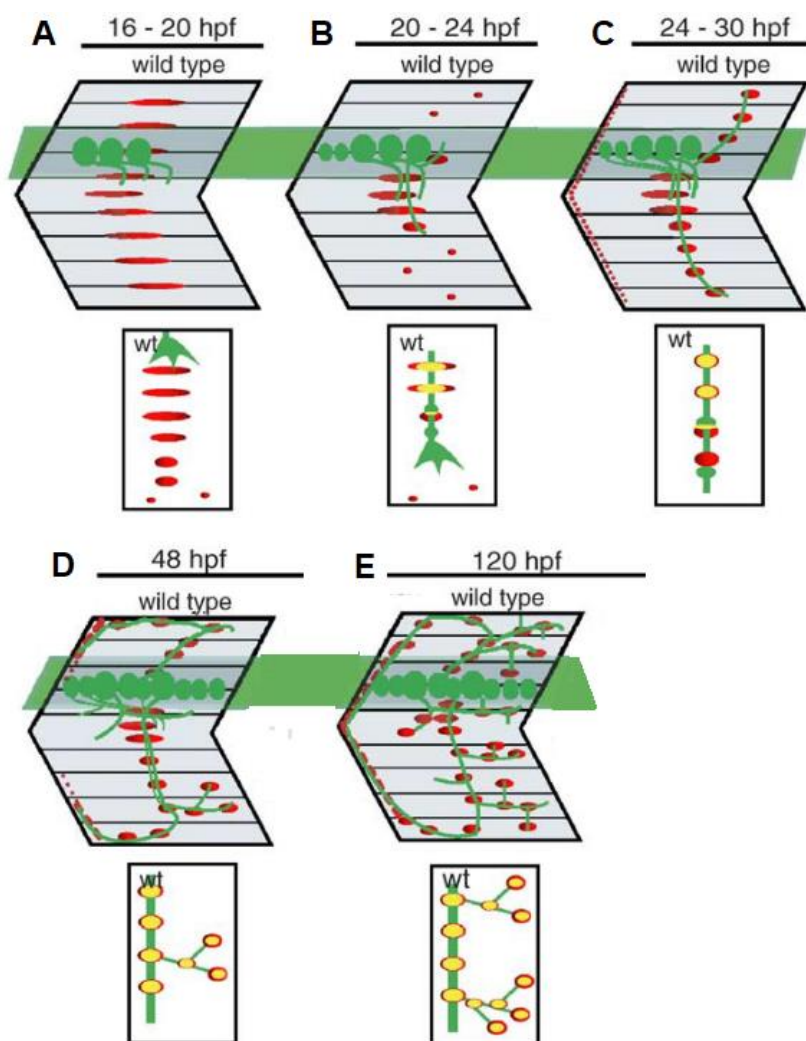 A 16 - 20 hpf
wild type
B 20 - 24 hpf
wild type
C 24 - 30 hpf
wild type
wt
wt
wt
D 48 hpf
wild type
E 120 hpf
wild type
wt
wt